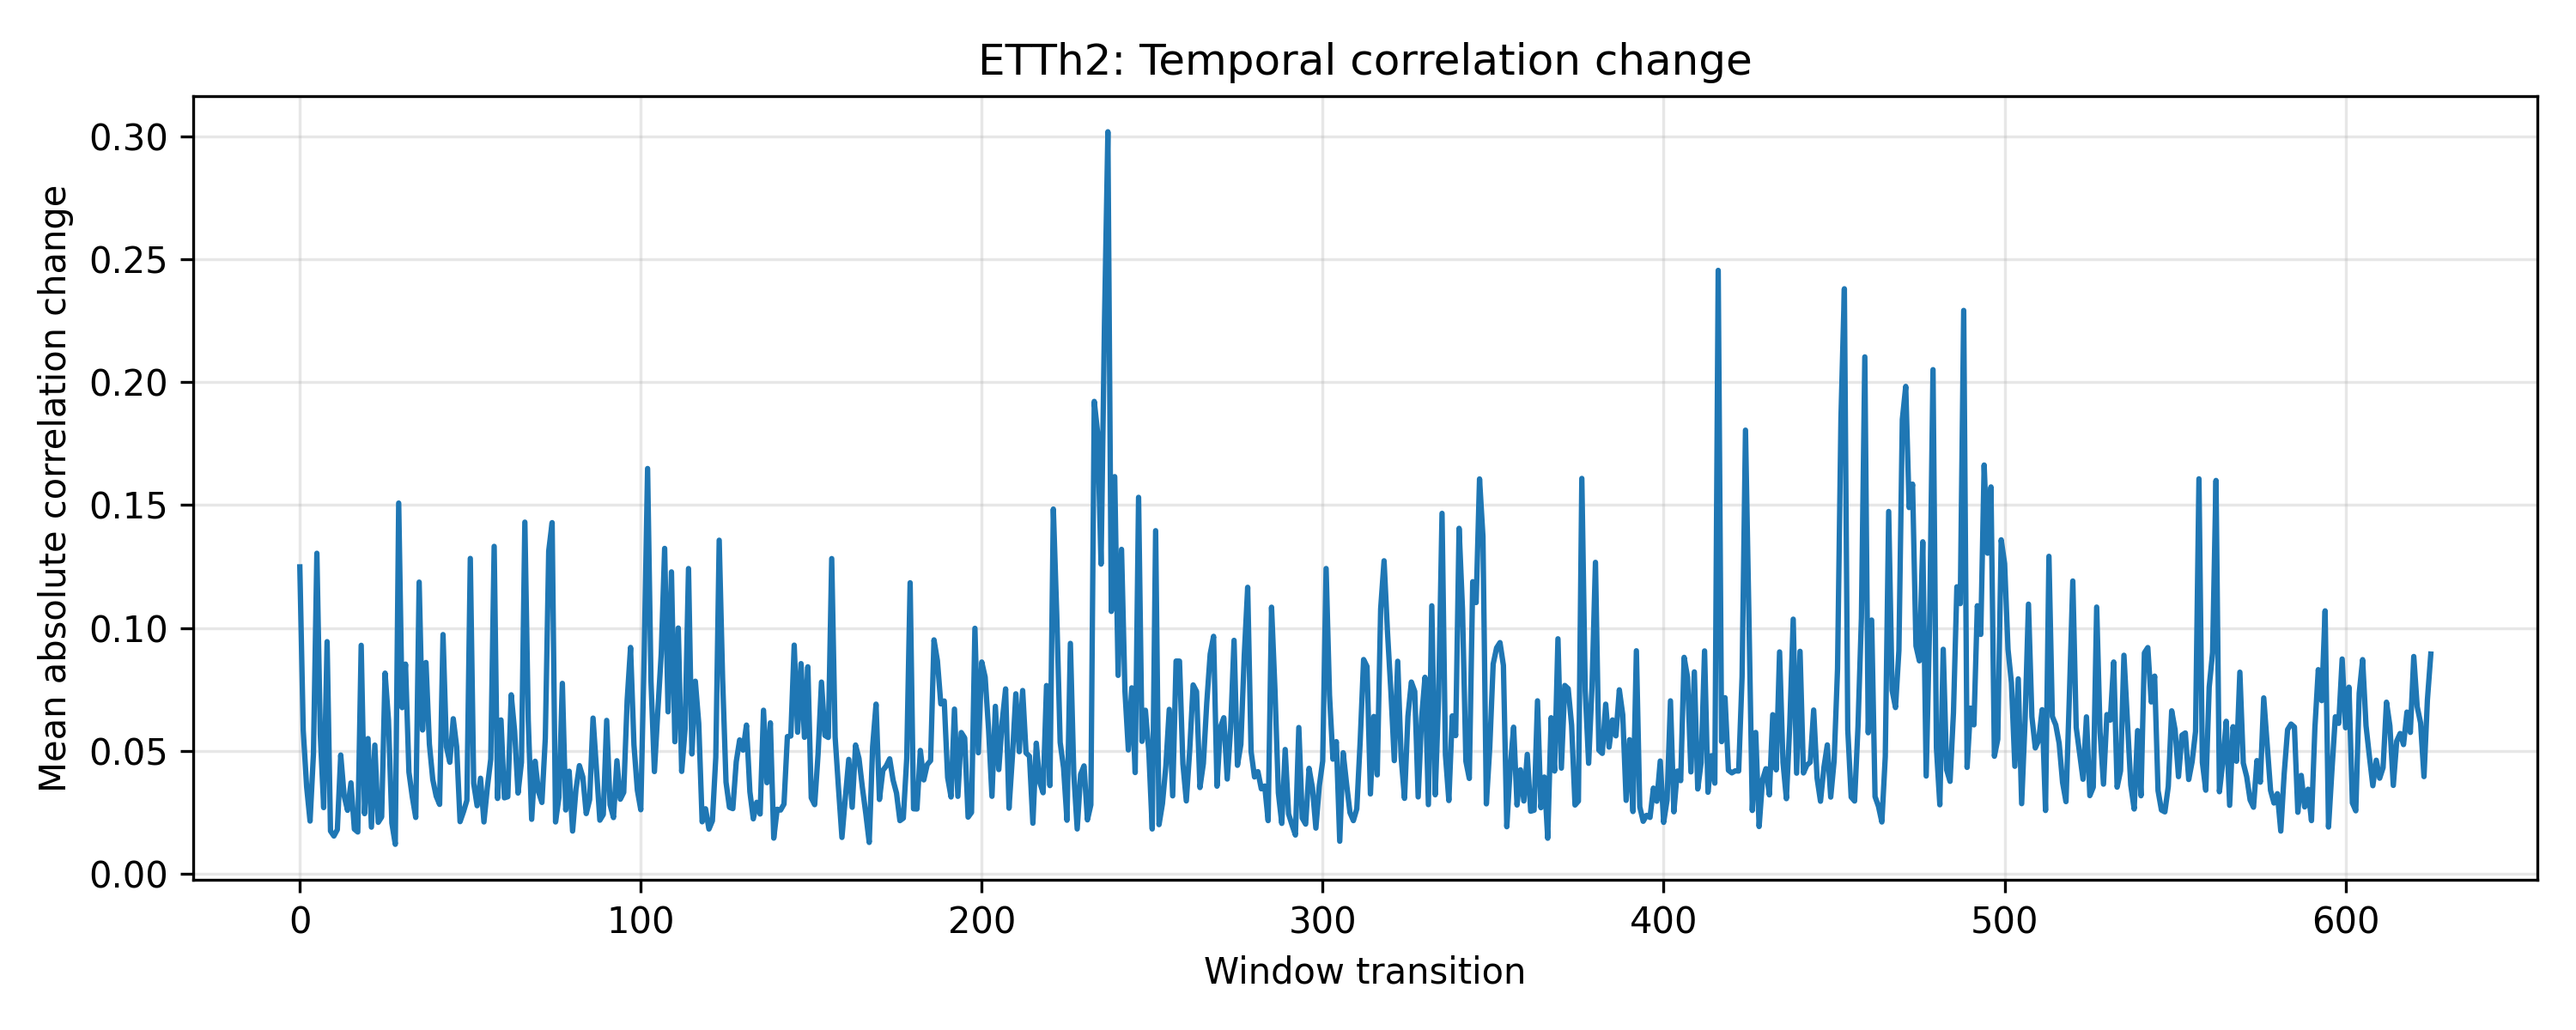 ETTh2: Temporal correlation change
Mean absolute correlation change
0.30
0.25
0.20
0.15
0.10
0.05
0.00
0 100 200 300 400 500 600
Window transition